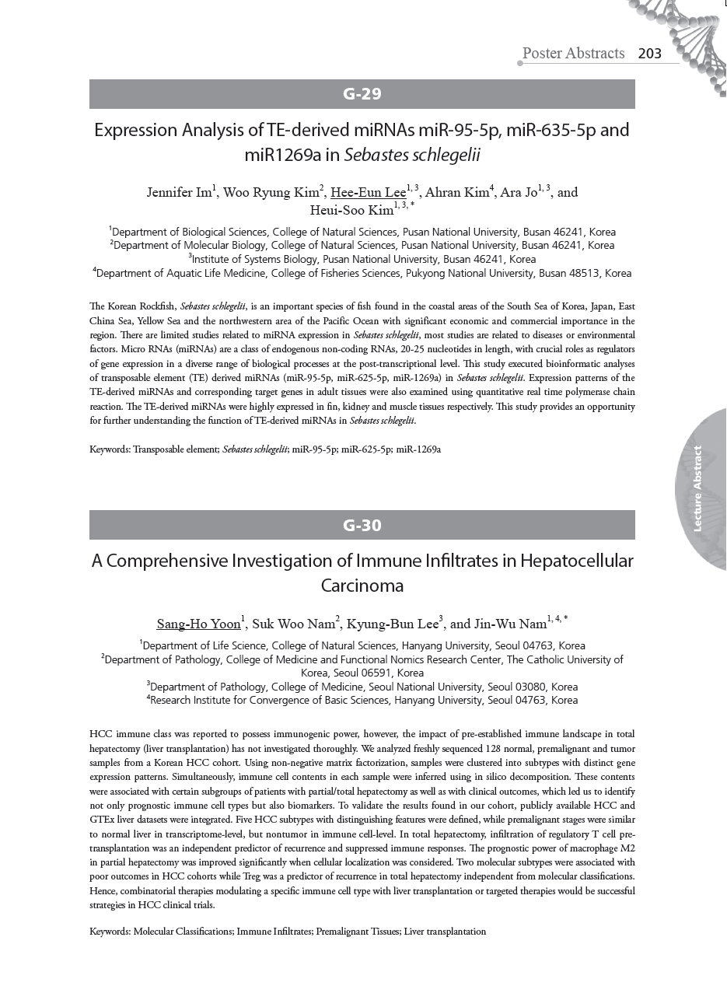 Poster Abstracts 203
G-29
Expression Analysis of TE-derived miRNAs miR-95-5p, miR-635-5p and
miR1269a in Sebastes schlegelii
Jennifer Im1, Woo Ryung Kim2, Hee-Eun Lee1, 3, Ahran Kim4, Ara Jo1, 3, and
Heui-Soo Kim1, 3, *
1Department of Biological Sciences, College of Natural Sciences, Pusan National University, Busan 46241, Korea
2Department of Molecular Biology, College of Natural Sciences, Pusan National University, Busan 46241, Korea
3Institute of Systems Biology, Pusan National University, Busan 46241, Korea
4Department of Aquatic Life Medicine, College of Fisheries Sciences, Pukyong National University, Busan 48513, Korea
The Korean Rockfish, Sebastes schlegelii, is an important species of fish found in the coastal areas of the South Sea of Korea, Japan, East
China Sea, Yellow Sea and the northwestern area of the Pacific Ocean with significant economic and commercial importance in the
region. There are limited studies related to miRNA expression in Sebastes schlegelii, most studies are related to diseases or environmental
factors. Micro RNAs (miRNAs) are a class of endogenous non-coding RNAs, 20-25 nucleotides in length, with crucial roles as regulators
of gene expression in a diverse range of biological processes at the post-transcriptional level. This study executed bioinformatic analyses
of transposable element (TE) derived miRNAs (miR-95-5p, miR-625-5p, miR-1269a) in Sebastes schlegelii. Expression patterns of the
TE-derived miRNAs and corresponding target genes in adult tissues were also examined using quantitative real time polymerse chain
reaction. The TE-derived miRNAs were highly expressed in fin, kidney and muscle tissues respectively. This study provides an opportunity
for further understanding the function of TE-derived miRNAs in Sebastes schlegelii.
Keywords: Transposable element; Sebastes schlegelii; miR-95-5p; miR-625-5p; miR-1269a
Lecture Abstract
G-30
A Comprehensive Investigation of Immune Infiltrates in Hepatocellular
Carcinoma
Sang-Ho Yoon1, Suk Woo Nam2, Kyung-Bun Lee3, and Jin-Wu Nam1, 4, *
1Department of Life Science, College of Natural Sciences, Hanyang University, Seoul 04763, Korea
2Department of Pathology, College of Medicine and Functional Nomics Research Center, The Catholic University of
Korea, Seoul 06591, Korea
3Department of Pathology, College of Medicine, Seoul National University, Seoul 03080, Korea
4Research Institute for Convergence of Basic Sciences, Hanyang University, Seoul 04763, Korea
HCC immune class was reported to possess immunogenic power, however, the impact of pre-established immune landscape in total
hepatectomy (liver transplantation) has not investigated thoroughly. We analyzed freshly sequenced 128 normal, premalignant and tumor
samples from a Korean HCC cohort. Using non-negative matrix factorization, samples were clustered into subtypes with distinct gene
expression patterns. Simultaneously, immune cell contents in each sample were inferred using in silico decomposition. These contents
were associated with certain subgroups of patients with partial/total hepatectomy as well as with clinical outcomes, which led us to identify
not only prognostic immune cell types but also biomarkers. To validate the results found in our cohort, publicly available HCC and
GTEx liver datasets were integrated. Five HCC subtypes with distinguishing features were defined, while premalignant stages were similar
to normal liver in transcriptome-level, but nontumor in immune cell-level. In total hepatectomy, infiltration of regulatory T cell pre-
transplantation was an independent predictor of recurrence and suppressed immune responses. The prognostic power of macrophage M2
in partial hepatectomy was improved significantly when cellular localization was considered. Two molecular subtypes were associated with
poor outcomes in HCC cohorts while Treg was a predictor of recurrence in total hepatectomy independent from molecular classifications.
Hence, combinatorial therapies modulating a specific immune cell type with liver transplantation or targeted therapies would be successful
strategies in HCC clinical trials.
Keywords: Molecular Classifications; Immune Infiltrates; Premalignant Tissues; Liver transplantation